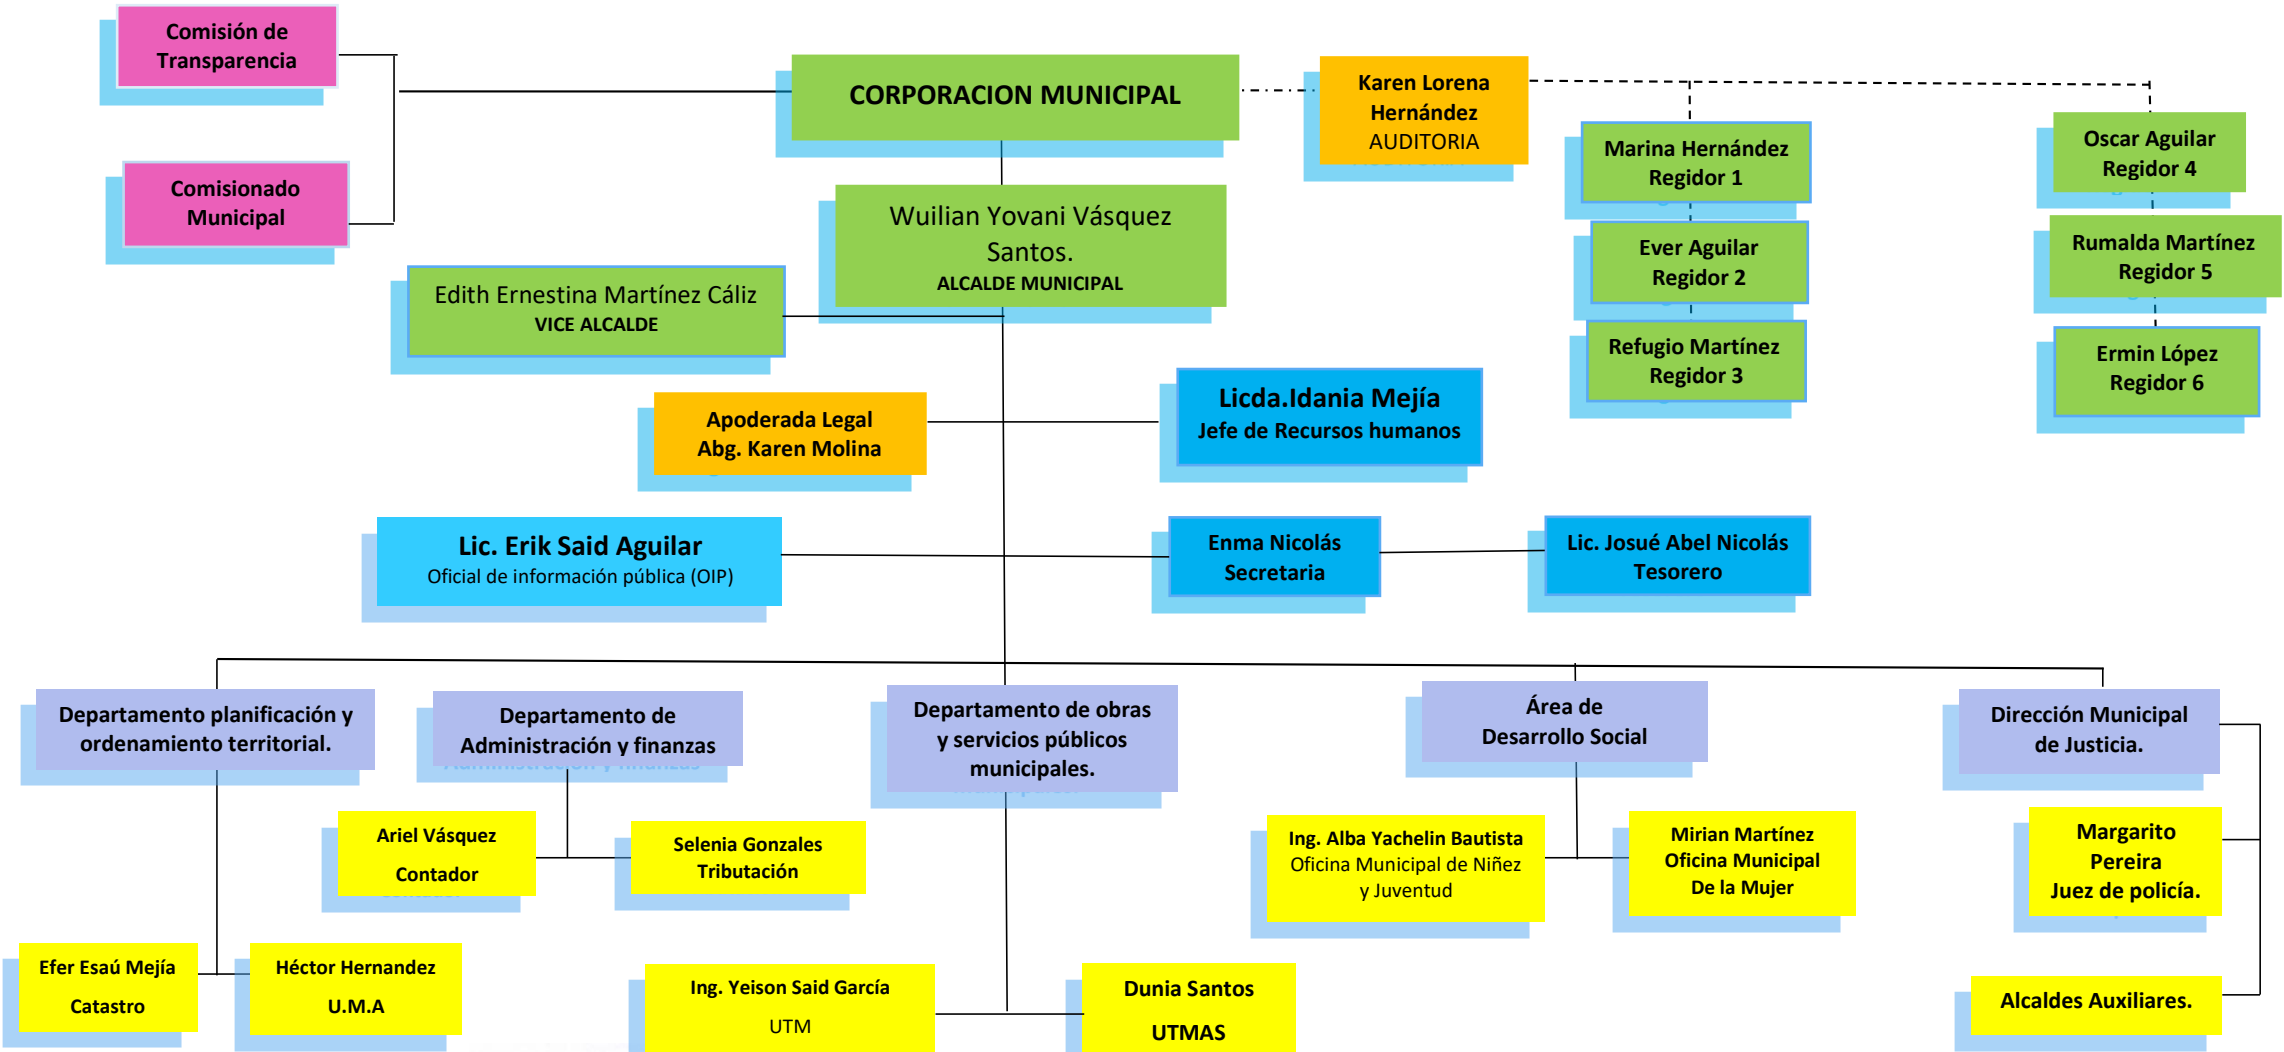 Comisión de
Transparencia
CORPORACION MUNICIPAL
Karen Lorena
Hernández
AUDITORIA
Marina Hernández
Regidor 1
Oscar Aguilar
Regidor 4
Comisionado
Municipal
Wuilian Yovani Vásquez
Santos.
ALCALDE MUNICIPAL
Ever Aguilar
Regidor 2
Rumalda Martínez
Regidor 5
Edith Ernestina Martínez Cáliz
VICE ALCALDE
Refugio Martínez
Regidor 3
Ermin López
Regidor 6
Apoderada Legal
Abg. Karen Molina
Licda.Idania Mejía
Jefe de Recursos humanos
Lic. Erik Said Aguilar
Oficial de información pública (OIP)
Enma Nicolás
Secretaria
Lic. Josué Abel Nicolás
Tesorero
Departamento planificación y
ordenamiento territorial.
Departamento de
Administración y finanzas
Departamento de obras
y servicios públicos
municipales.
Área de
Desarrollo Social
Dirección Municipal
de Justicia.
Ariel Vásquez
Contador
Selenia Gonzales
Tributación
Ing. Alba Yachelin Bautista
Oficina Municipal de Niñez
y Juventud
Mirian Martínez
Oficina Municipal
De la Mujer
Margarito
Pereira
Juez de policía.
Efer Esaú Mejía
Catastro
Héctor Hernandez
U.M.A
Ing. Yeison Said García
UTM
Dunia Santos
UTMAS
Alcaldes Auxiliares.